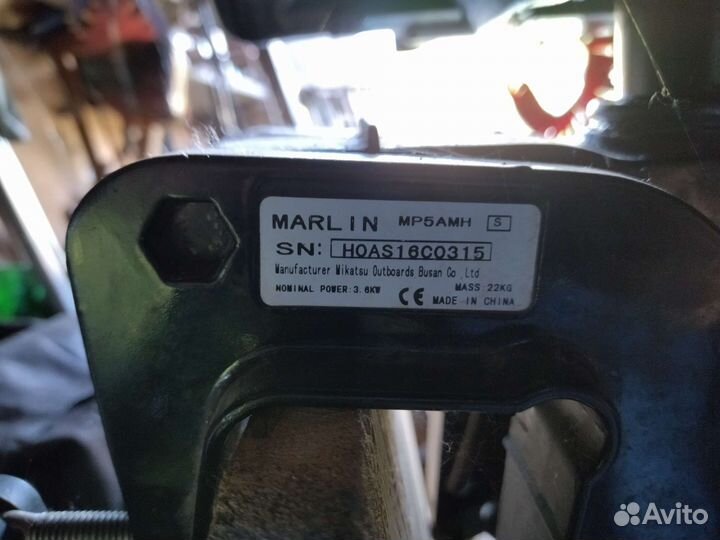 MARLIN MP5AMH S
SN: HOAS16C0315
Manufacturer Mikatsu Outboards Busan Co., Ltd
NOMINAL POWER: 3.6KW MASS: 22KG
CE MADE IN CHINA
Avito